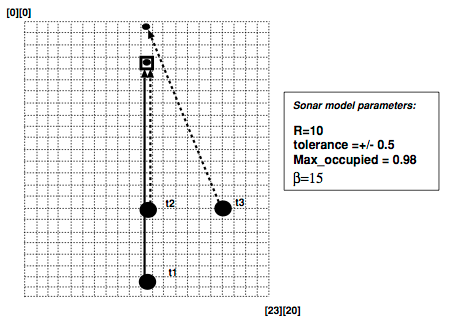 [0][0]
Sonar model parameters:
R=10
tolerance =+/- 0.5
Max_occupied = 0.98
β=15
t2
t3
t1
[23][20]